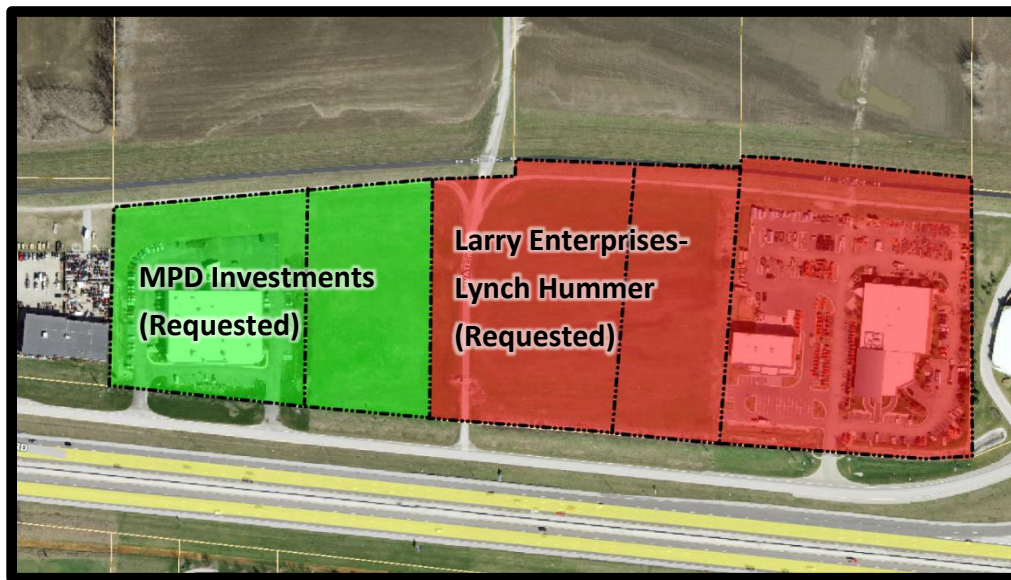 MPD Investments
(Requested)
Larry Enterprises-
Lynch Hummer
(Requested)